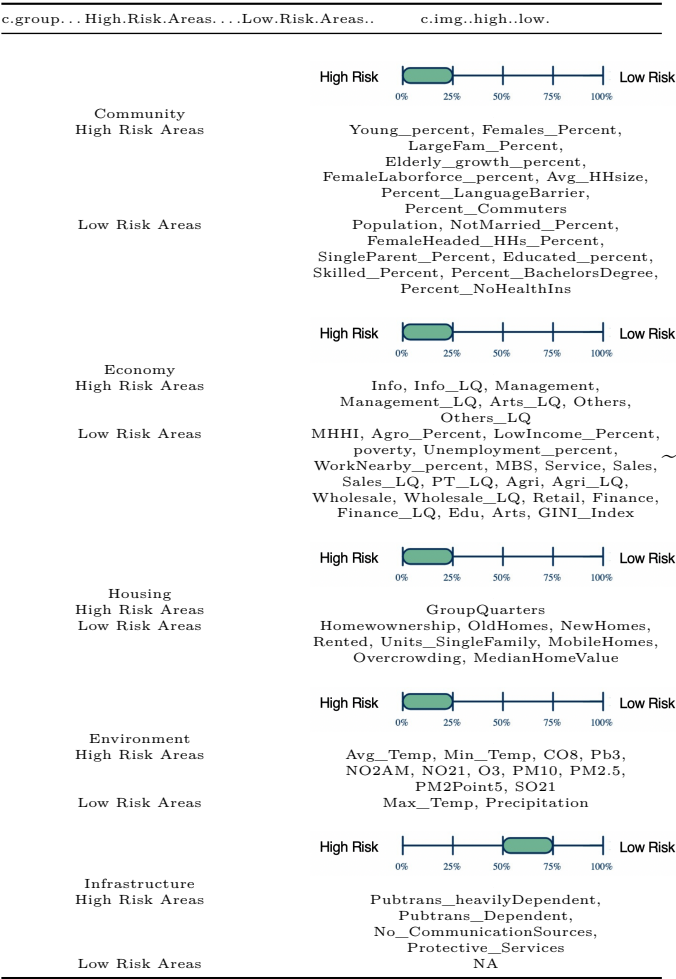 c.group... High.Risk.Areas....Low.Risk.Areas.. c.img..high..low.
High Risk Low Risk
0% 25% 50% 75% 100%
Community
High Risk Areas Young_percent, Females_Percent,
LargeFam_Percent,
Elderly_growth_percent,
FemaleLaborforce_percent, Avg_HHsize,
Percent_LanguageBarrier,
Percent_Commuters
Low Risk Areas Population, NotMarried_Percent,
FemaleHeaded_HHs_Percent,
SingleParent_Percent, Educated_percent,
Skilled_Percent, Percent_BachelorsDegree,
Percent_NoHealthIns
High Risk Low Risk
0% 25% 50% 75% 100%
Economy
High Risk Areas Info, Info_LQ, Management,
Management_LQ, Arts_LQ, Others,
Others_LQ
Low Risk Areas MHHI, Agro_Percent, LowIncome_Percent,
poverty, Unemployment_percent,
WorkNearby_percent, MBS, Service, Sales, ~
Sales_LQ, PT_LQ, Agri, Agri_LQ,
Wholesale, Wholesale_LQ, Retail, Finance,
Finance_LQ, Edu, Arts, GINI_Index
High Risk Low Risk
0% 25% 50% 75% 100%
Housing
High Risk Areas GroupQuarters
Low Risk Areas Homewownership, OldHomes, NewHomes,
Rented, Units_SingleFamily, MobileHomes,
Overcrowding, MedianHomeValue
High Risk Low Risk
0% 25% 50% 75% 100%
Environment
High Risk Areas Avg_Temp, Min_Temp, CO8, Pb3,
NO2AM, NO21, O3, PM10, PM2.5,
PM2Point5, SO21
Low Risk Areas Max_Temp, Precipitation
High Risk Low Risk
0% 25% 50% 75% 100%
Infrastructure
High Risk Areas Pubtrans_heavilyDependent,
Pubtrans_Dependent,
No_CommunicationSources,
Protective_Services
Low Risk Areas NA